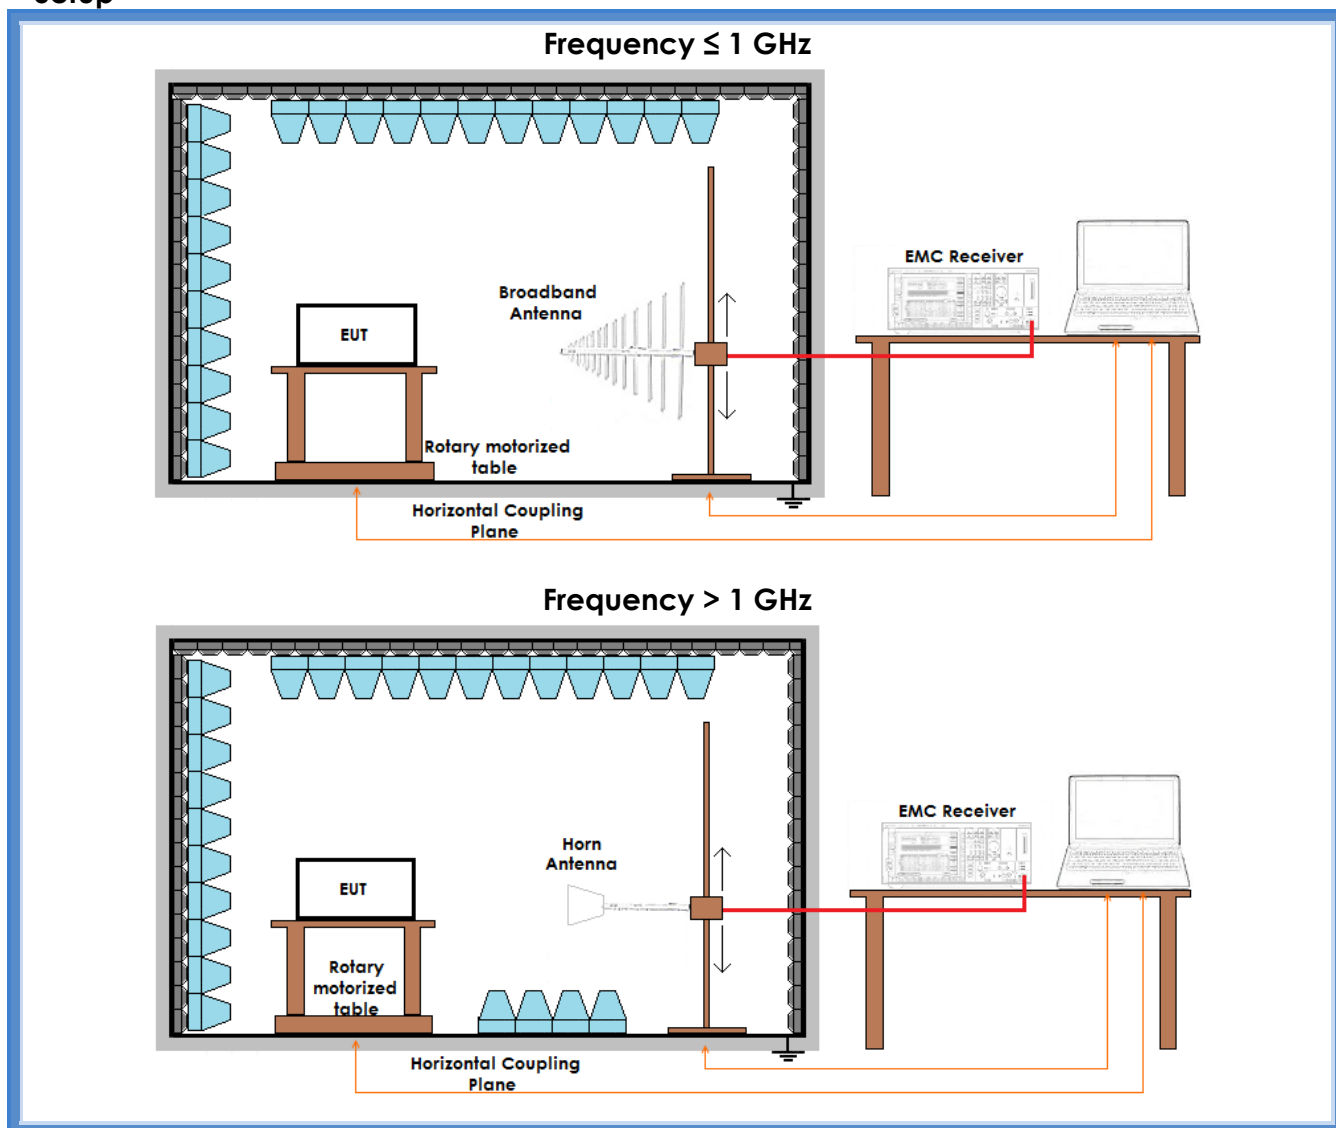 Setup
Frequency ≤ 1 GHz
EMC Receiver
Broadband
Antenna
EUT
Rotary motorized
table
Horizontal Coupling
Plane
Frequency > 1 GHz
EMC Receiver
Horn
Antenna
EUT
Rotary
motorized
table
Horizontal Coupling
Plane